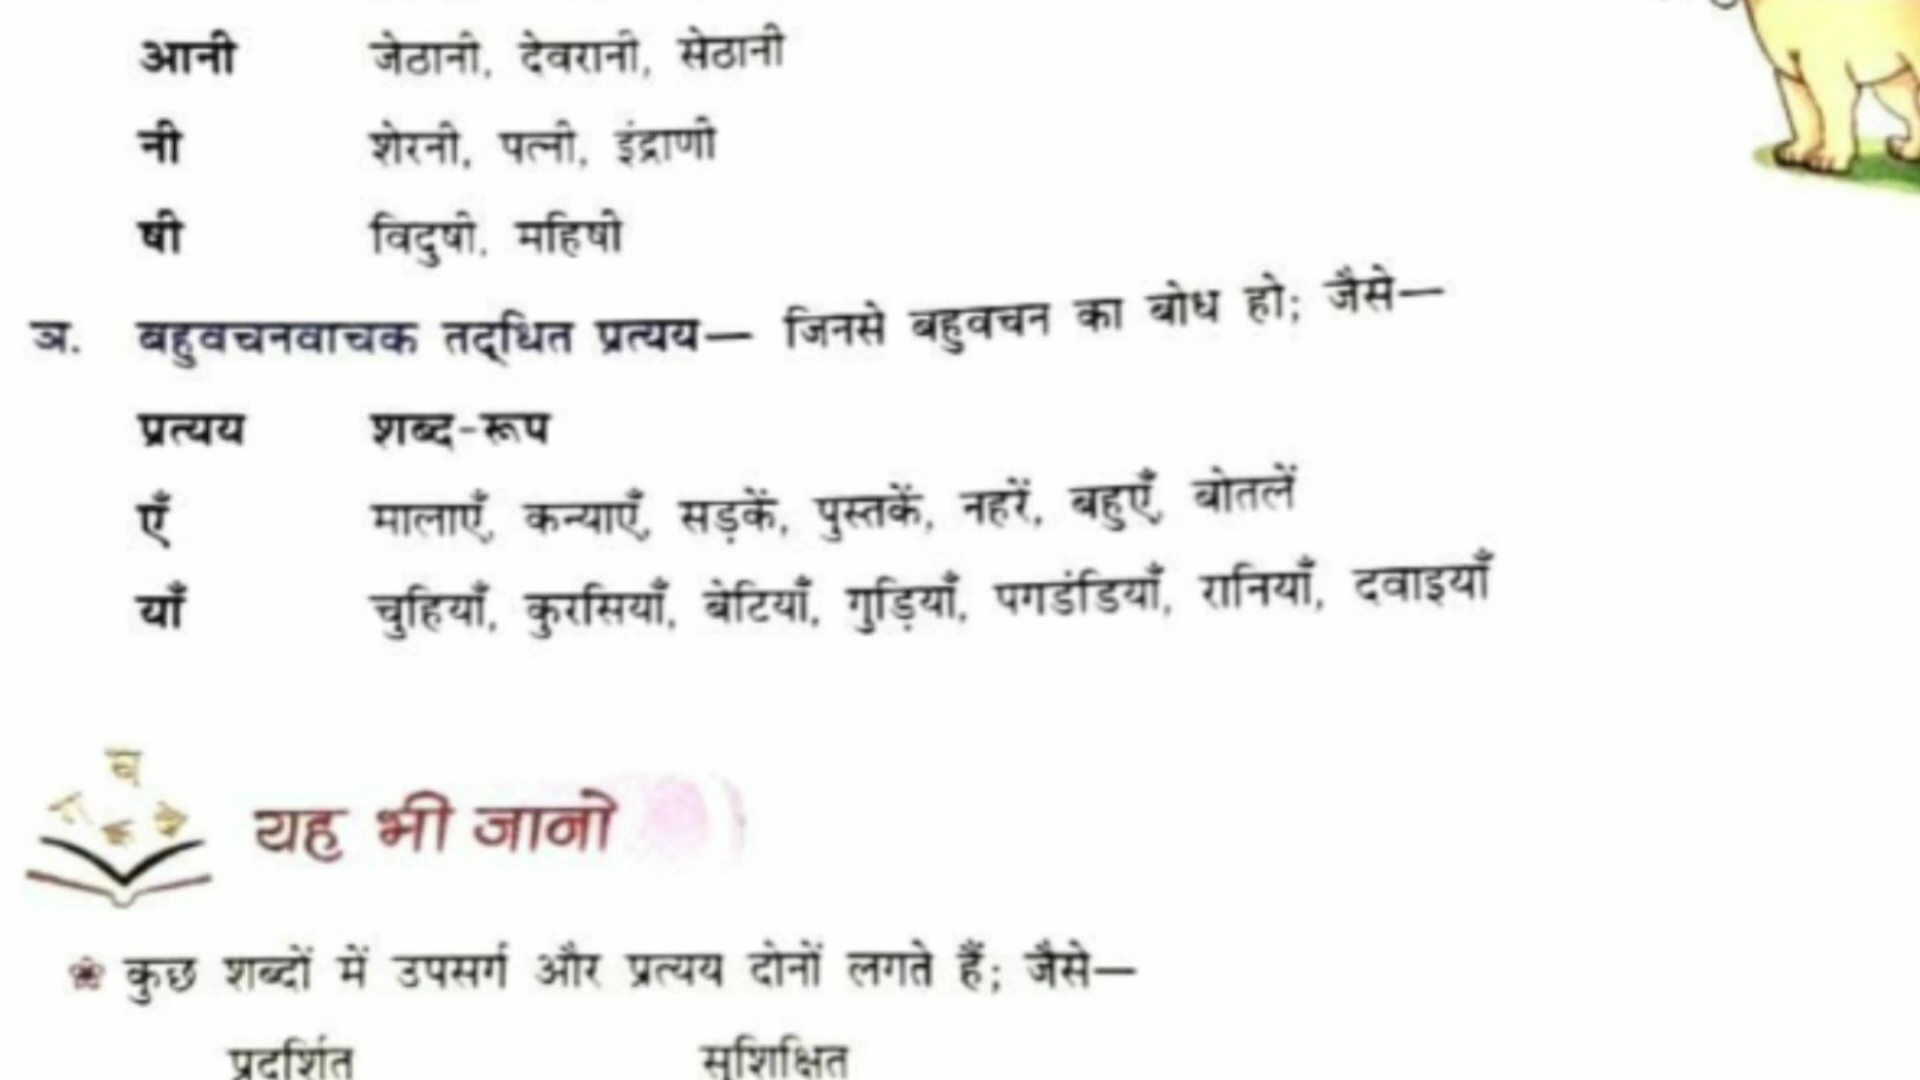 आनी जेठानी, देवरानी, सेठानी
नी शेरनी, पत्नी, इंद्राणी
षी विदुषी, महिषी
ञ. बहुवचनवाचक तद्धित प्रत्यय— जिनसे बहुवचन का बोध हो; जैसे—
प्रत्यय शब्द-रूप
एँ मालाएँ, कन्याएँ, सड़कें, पुस्तकें, नहरें, बहुएँ, बोतलें
याँ चुहियाँ, कुरसियाँ, बेटियाँ, गुड़ियाँ, पगडंडियाँ, रानियाँ, दवाइयाँ
यह भी जानो
कुछ शब्दों में उपसर्ग और प्रत्यय दोनों लगते हैं; जैसे—
प्रदर्शित सुशिक्षित